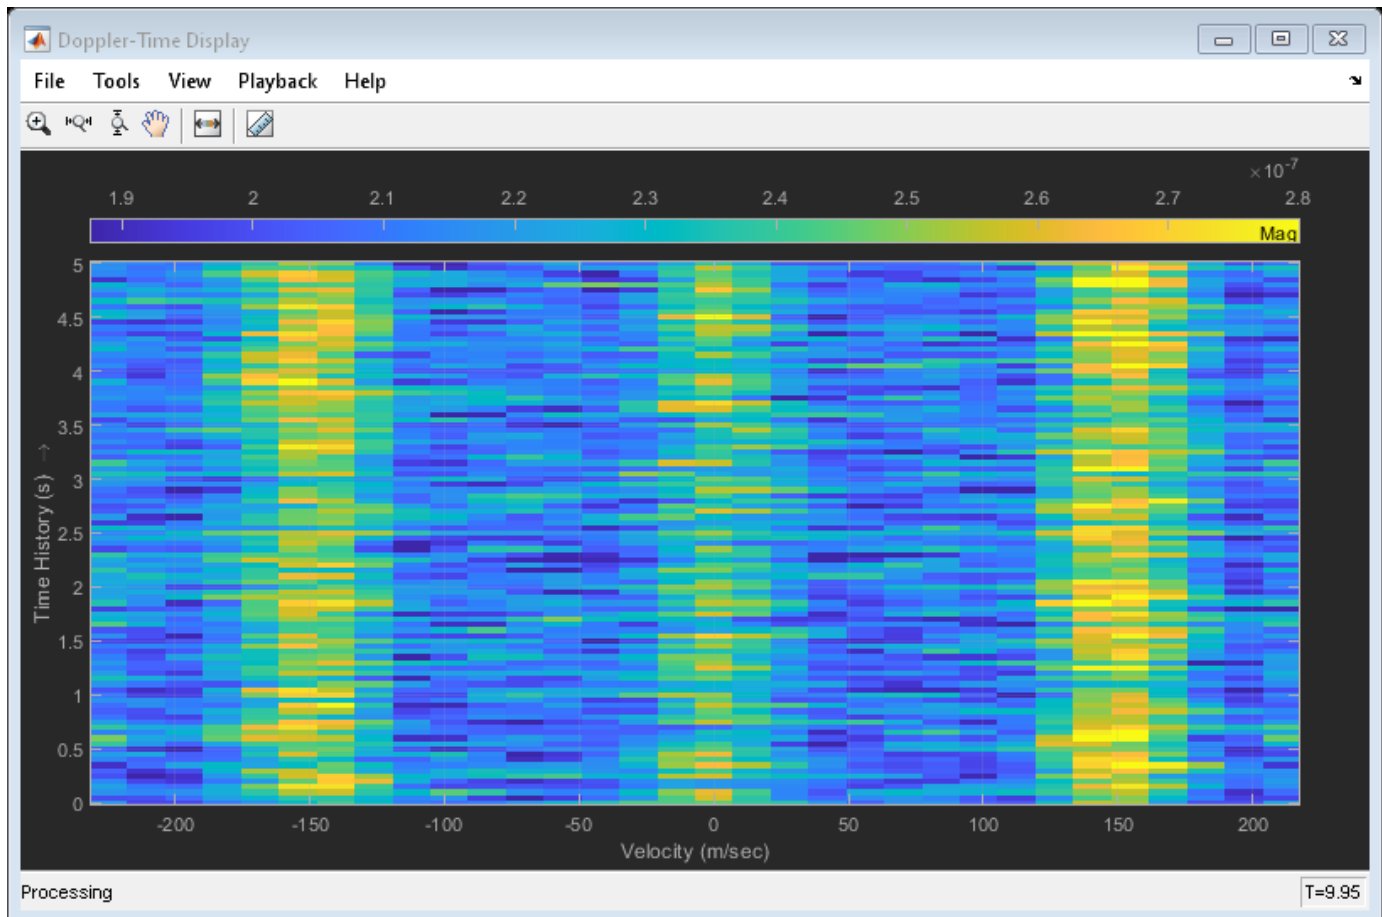 Doppler-Time Display
File Tools View Playback Help
×10-7
1.9 2 2.1 2.2 2.3 2.4 2.5 2.6 2.7 2.8
Mag
5
4.5
4
3.5
3
2.5
2
1.5
1
0.5
0
Time History (s) →
-200 -150 -100 -50 0 50 100 150 200
Velocity (m/sec)
Processing T=9.95